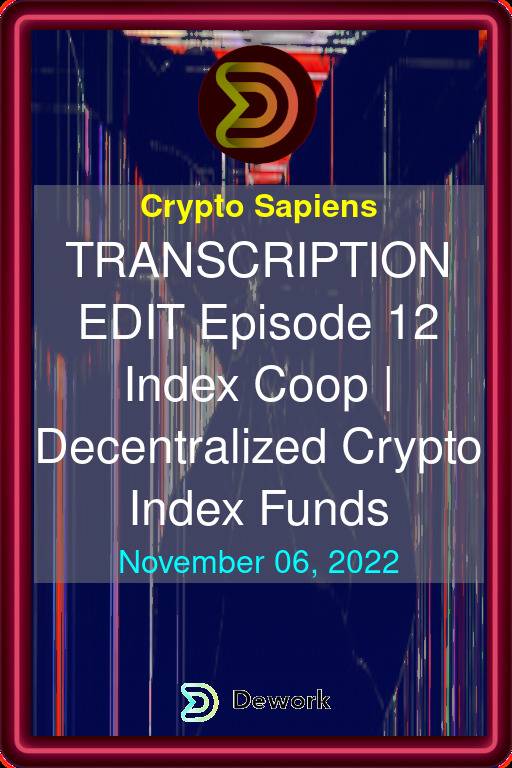 Crypto Sapiens
TRANSCRIPTION
EDIT Episode 12
Index Coop |
Decentralized Crypto
Index Funds
November 06, 2022
Dework